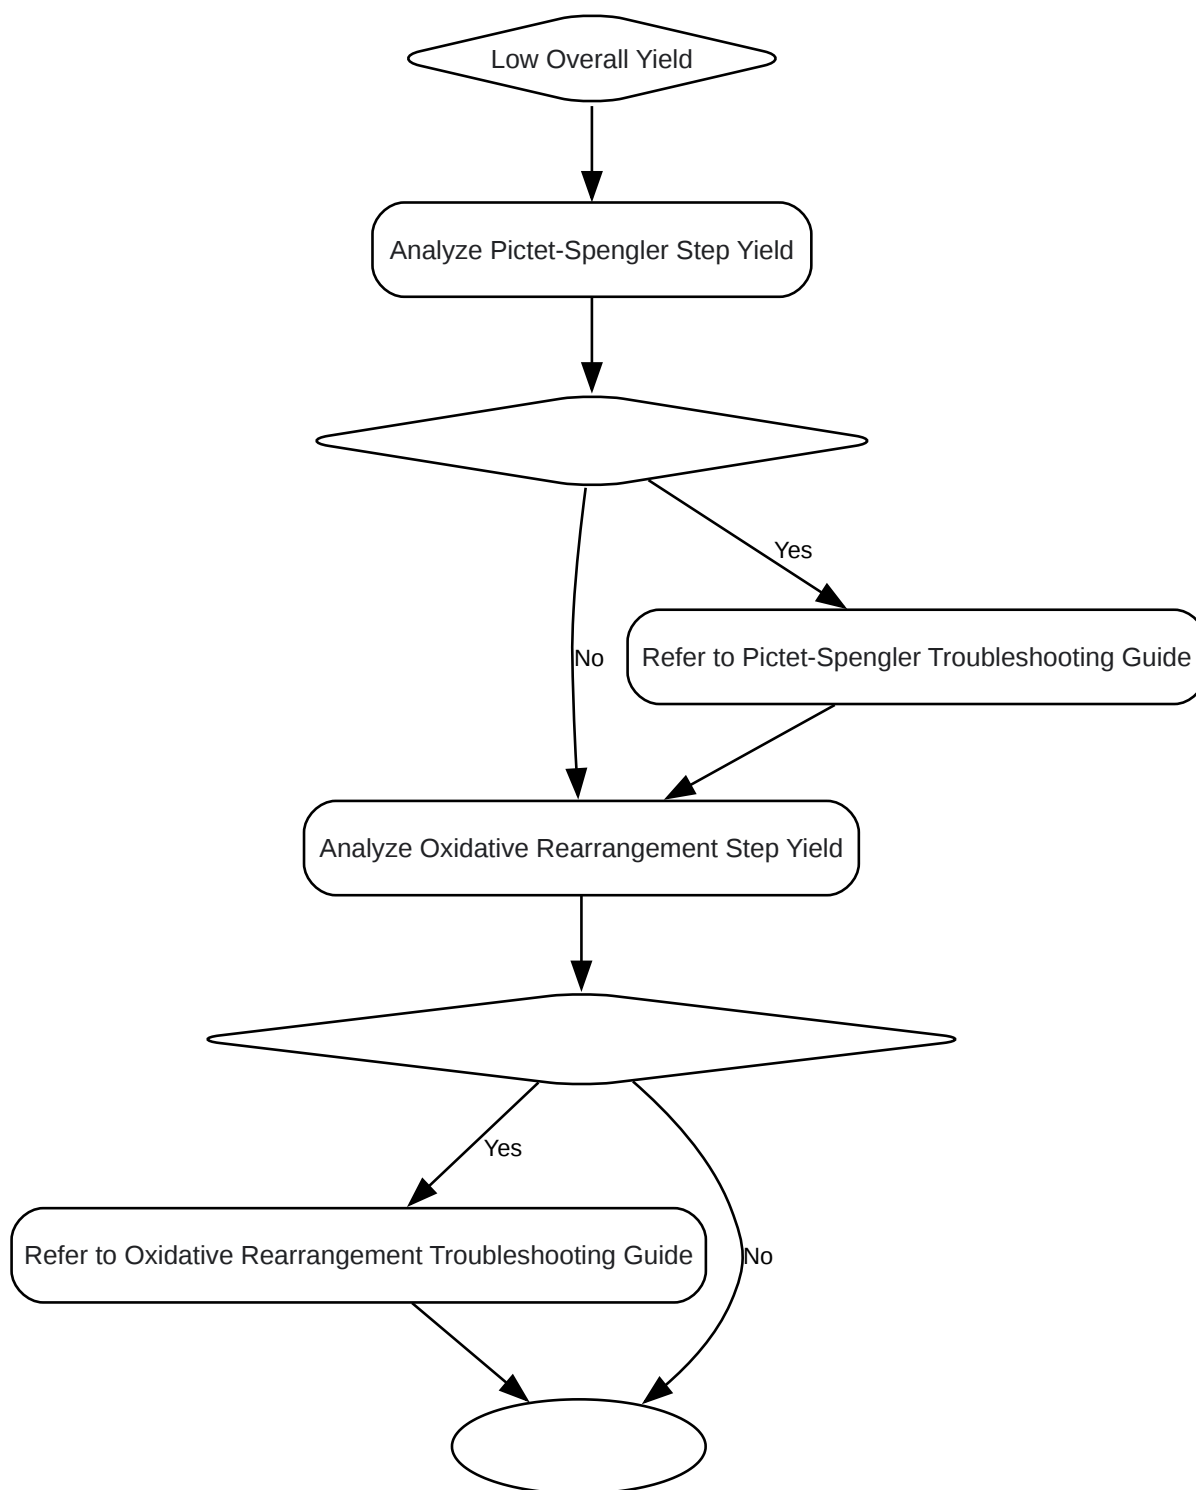 Low Overall Yield
Analyze Pictet-Spengler Step Yield
Yes
No
Refer to Pictet-Spengler Troubleshooting Guide
Analyze Oxidative Rearrangement Step Yield
Yes
Refer to Oxidative Rearrangement Troubleshooting Guide
No